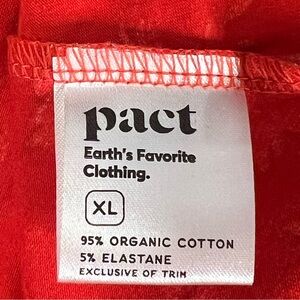 pact
Earth's Favorite
Clothing.
XL
95% ORGANIC COTTON
5% ELASTANE
EXCLUSIVE OF TRIM